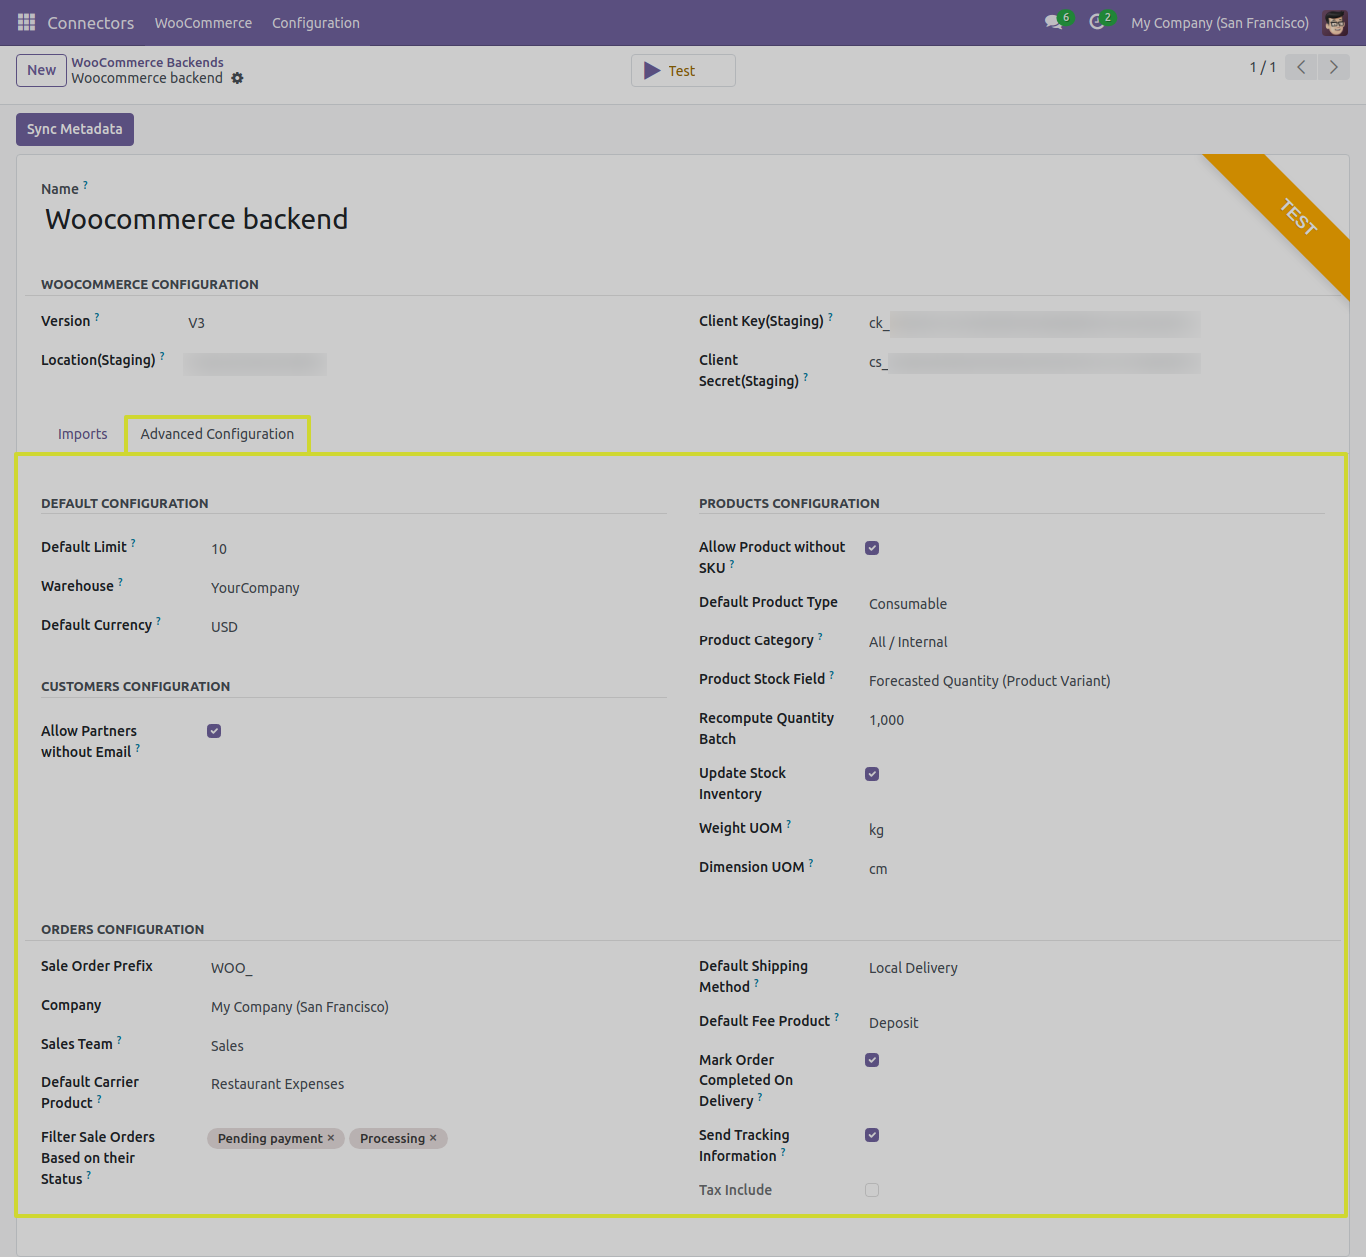 Connectors WooCommerce Configuration 6 2 My Company (San Francisco)
New WooCommerce Backends
Woocommerce backend
Test
1 / 1
Sync Metadata
Name ?
Woocommerce backend
TEST
WOOCOMMERCE CONFIGURATION
Version ? V3
Location(Staging) ?
Client Key(Staging) ? ck_
Client
Secret(Staging) ? cs_
Imports Advanced Configuration
DEFAULT CONFIGURATION
Default Limit ? 10
Warehouse ? YourCompany
Default Currency ? USD
CUSTOMERS CONFIGURATION
Allow Partners
without Email ?
PRODUCTS CONFIGURATION
Allow Product without
SKU ?
Default Product Type Consumable
Product Category ? All / Internal
Product Stock Field ? Forecasted Quantity (Product Variant)
Recompute Quantity
Batch 1,000
Update Stock
Inventory
Weight UOM ? kg
Dimension UOM ? cm
ORDERS CONFIGURATION
Sale Order Prefix WOO_
Company My Company (San Francisco)
Sales Team ? Sales
Default Carrier
Product ? Restaurant Expenses
Filter Sale Orders
Based on their
Status ? Pending payment × Processing ×
Default Shipping
Method ? Local Delivery
Default Fee Product ? Deposit
Mark Order
Completed On
Delivery ?
Send Tracking
Information ?
Tax Include